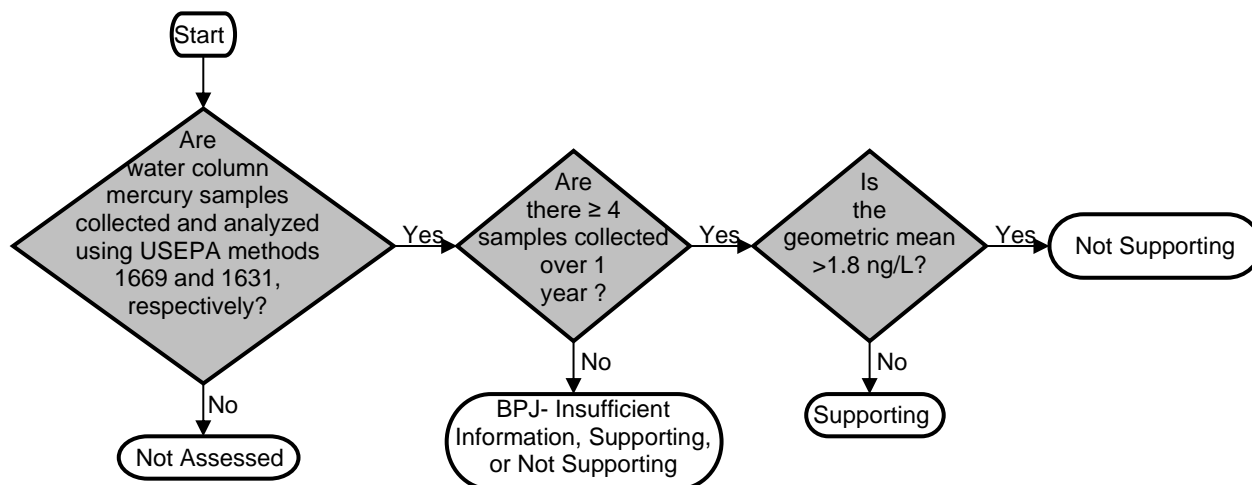 Start
Are
water column
mercury samples
collected and analyzed
using USEPA methods
1669 and 1631,
respectively?
Yes
No
Not Assessed
Are
there ≥ 4
samples collected
over 1
year ?
Yes
No
BPJ- Insufficient
Information, Supporting,
or Not Supporting
Is
the
geometric mean
>1.8 ng/L?
Yes
No
Supporting
Not Supporting